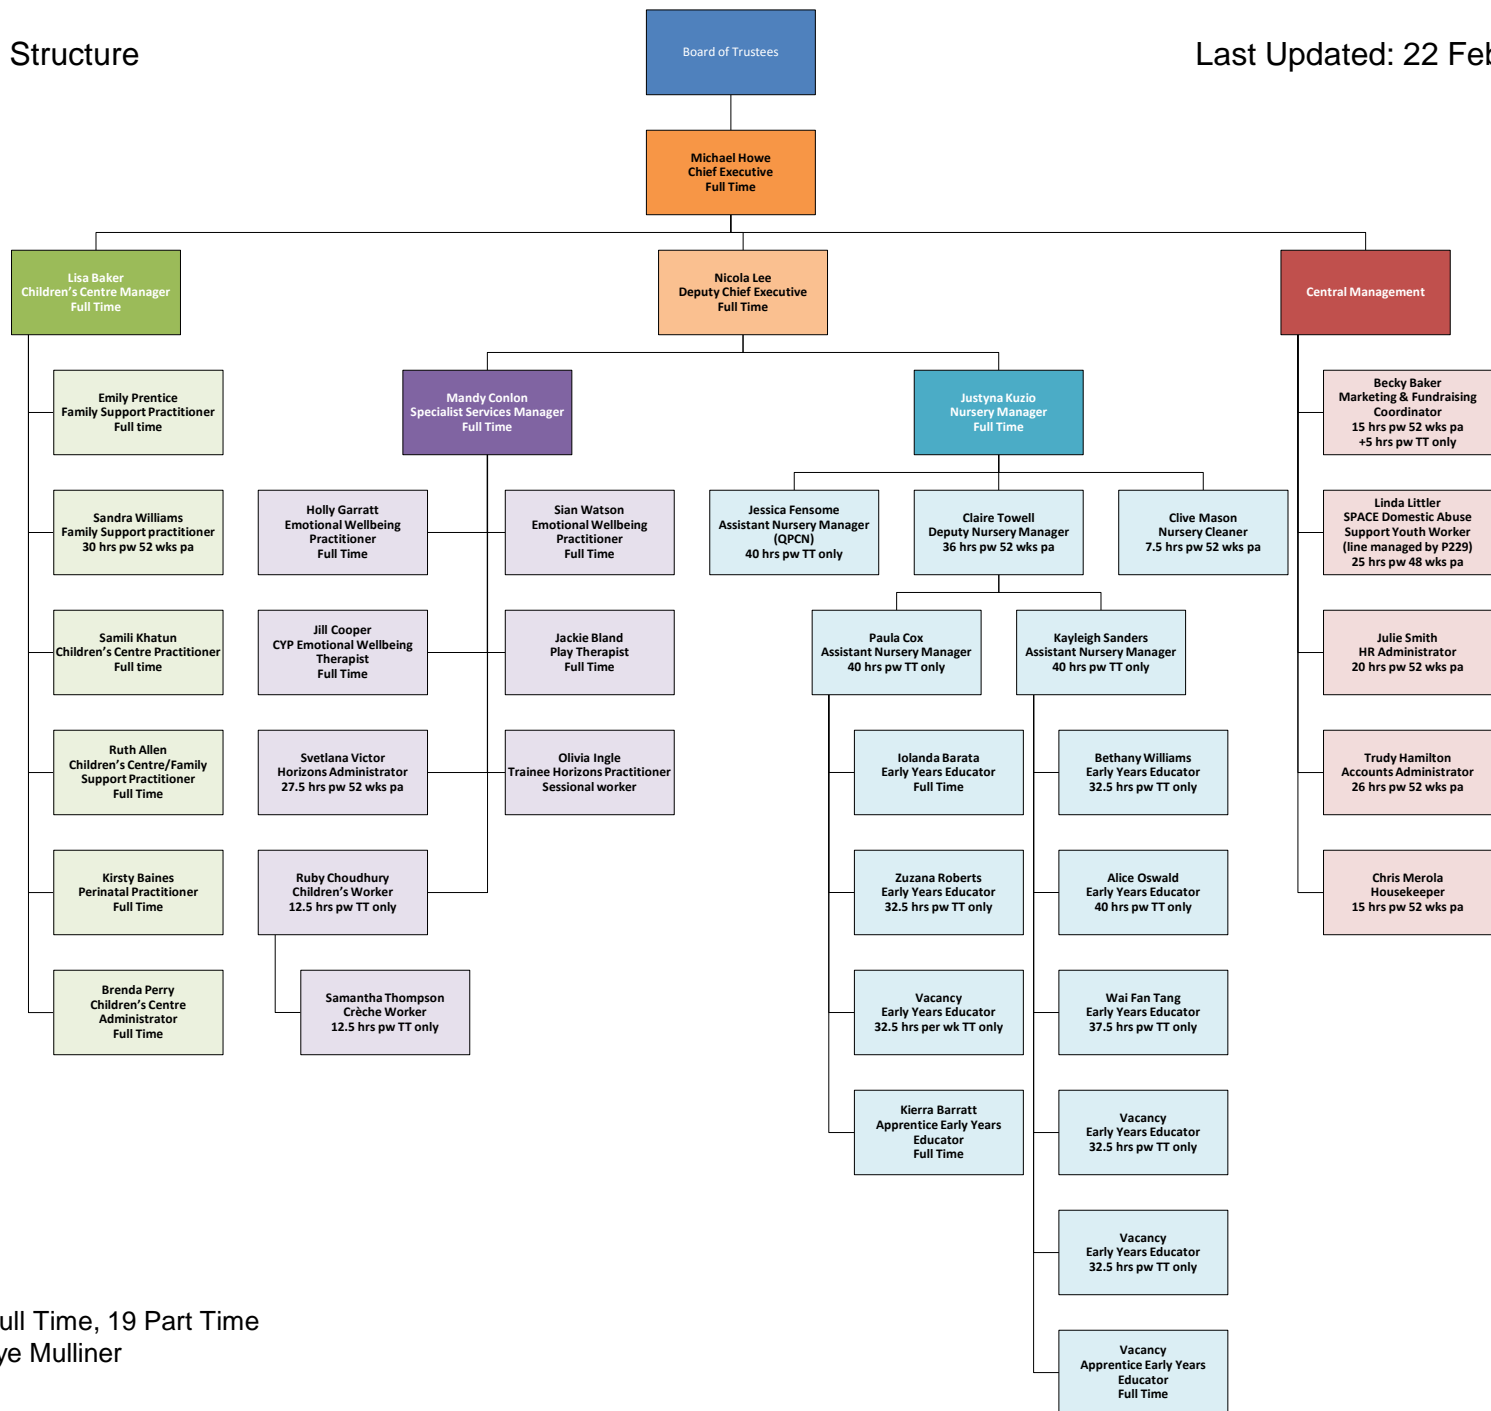 Structure
Last Updated: 22 Feb
Board of Trustees
Michael Howe
Chief Executive
Full Time
Lisa Baker
Children's Centre Manager
Full Time
Nicola Lee
Deputy Chief Executive
Full Time
Central Management
Emily Prentice
Family Support Practitioner
Full time
Sandra Williams
Family Support practitioner
30 hrs pw 52 wks pa
Samili Khatun
Children's Centre Practitioner
Full time
Ruth Allen
Children's Centre/Family
Support Practitioner
Full Time
Kirsty Baines
Perinatal Practitioner
Full Time
Brenda Perry
Children's Centre
Administrator
Full Time
Mandy Conlon
Specialist Services Manager
Full Time
Holly Garratt
Emotional Wellbeing
Practitioner
Full Time
Sian Watson
Emotional Wellbeing
Practitioner
Full Time
Jill Cooper
CYP Emotional Wellbeing
Therapist
Full Time
Jackie Bland
Play Therapist
Full Time
Svetlana Victor
Horizons Administrator
27.5 hrs pw 52 wks pa
Olivia Ingle
Trainee Horizons Practitioner
Sessional worker
Ruby Choudhury
Children's Worker
12.5 hrs pw TT only
Samantha Thompson
Crèche Worker
12.5 hrs pw TT only
Justyna Kuzio
Nursery Manager
Full Time
Jessica Fensome
Assistant Nursery Manager
(QPCN)
40 hrs pw TT only
Claire Towell
Deputy Nursery Manager
36 hrs pw 52 wks pa
Clive Mason
Nursery Cleaner
7.5 hrs pw 52 wks pa
Paula Cox
Assistant Nursery Manager
40 hrs pw TT only
Kayleigh Sanders
Assistant Nursery Manager
40 hrs pw TT only
Iolanda Barata
Early Years Educator
Full Time
Zuzana Roberts
Early Years Educator
32.5 hrs pw TT only
Vacancy
Early Years Educator
32.5 hrs per wk TT only
Kierra Barratt
Apprentice Early Years
Educator
Full Time
Bethany Williams
Early Years Educator
32.5 hrs pw TT only
Alice Oswald
Early Years Educator
40 hrs pw TT only
Wai Fan Tang
Early Years Educator
37.5 hrs pw TT only
Vacancy
Early Years Educator
32.5 hrs pw TT only
Vacancy
Early Years Educator
32.5 hrs pw TT only
Vacancy
Apprentice Early Years
Educator
Full Time
Becky Baker
Marketing & Fundraising
Coordinator
15 hrs pw 52 wks pa
+5 hrs pw TT only
Linda Littler
SPACE Domestic Abuse
Support Youth Worker
(line managed by P229)
25 hrs pw 48 wks pa
Julie Smith
HR Administrator
20 hrs pw 52 wks pa
Trudy Hamilton
Accounts Administrator
26 hrs pw 52 wks pa
Chris Merola
Housekeeper
15 hrs pw 52 wks pa
ull Time, 19 Part Time
ye Mulliner